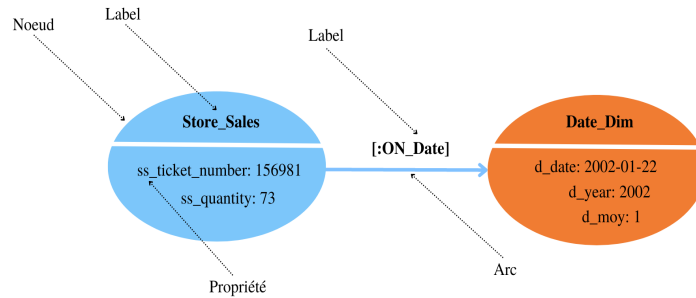 Noeud
Label
Label
Store_Sales
ss_ticket_number: 156981
ss_quantity: 73
[:ON_Date]
Date_Dim
d_date: 2002-01-22
d_year: 2002
d_moy: 1
Propriété
Arc